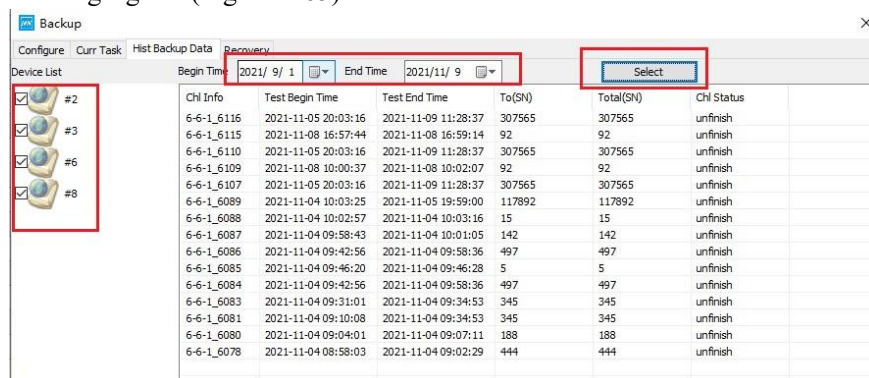 Backup
Configure Curr Task Hist Backup Data Recovery
Device List Begin Time 2021/ 9/ 1 End Time 2021/11/ 9 Select
#2
#3
#6
#8
Chl Info Test Begin Time Test End Time To(SN) Total(SN) Chl Status
6-6-1_6116 2021-11-05 20:03:16 2021-11-09 11:28:37 307565 307565 unfinish
6-6-1_6115 2021-11-08 16:57:44 2021-11-08 16:59:14 92 92 unfinish
6-6-1_6110 2021-11-05 20:03:16 2021-11-09 11:28:37 307565 307565 unfinish
6-6-1_6109 2021-11-08 10:00:37 2021-11-08 10:02:07 92 92 unfinish
6-6-1_6107 2021-11-05 20:03:16 2021-11-09 11:28:37 307565 307565 unfinish
6-6-1_6089 2021-11-04 10:03:25 2021-11-05 19:59:00 117892 117892 unfinish
6-6-1_6088 2021-11-04 10:02:57 2021-11-04 10:03:16 15 15 unfinish
6-6-1_6087 2021-11-04 09:58:43 2021-11-04 10:01:05 142 142 unfinish
6-6-1_6086 2021-11-04 09:42:56 2021-11-04 09:58:36 497 497 unfinish
6-6-1_6085 2021-11-04 09:46:20 2021-11-04 09:46:28 5 5 unfinish
6-6-1_6084 2021-11-04 09:42:56 2021-11-04 09:58:36 497 497 unfinish
6-6-1_6083 2021-11-04 09:31:01 2021-11-04 09:34:53 345 345 unfinish
6-6-1_6081 2021-11-04 09:10:08 2021-11-04 09:34:53 345 345 unfinish
6-6-1_6080 2021-11-04 09:04:01 2021-11-04 09:07:11 188 188 unfinish
6-6-1_6078 2021-11-04 08:58:03 2021-11-04 09:02:29 444 444 unfinish